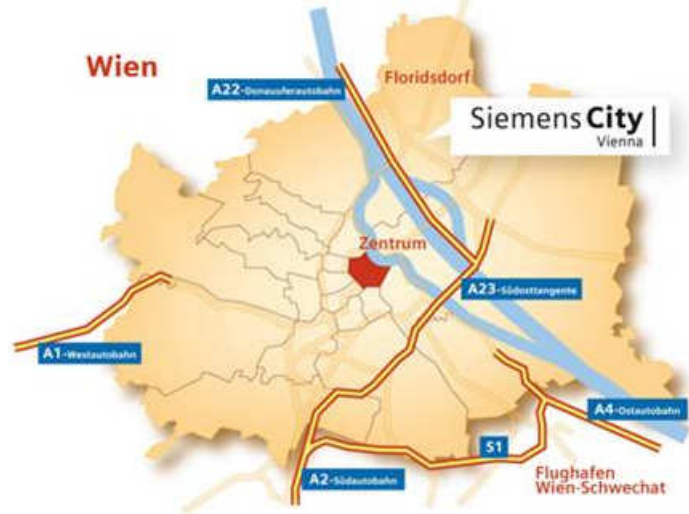 Wien
Floridsdorf
A22-Donauuferautobahn
Siemens City
Vienna
Zentrum
A23-Südosttangente
A1-Westautobahn
A4-Ostautobahn
S1
A2-Südautobahn
Flughafen
Wien-Schwechat